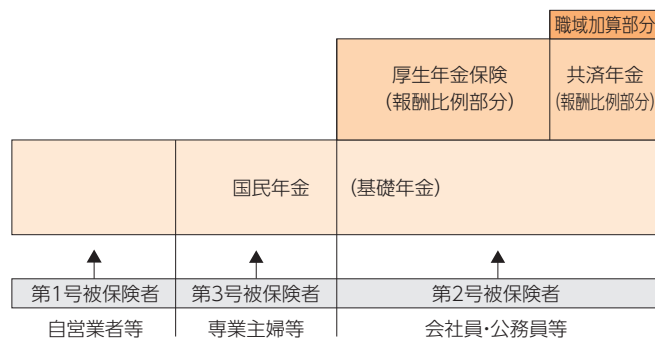 職域加算部分
厚生年金保険
(報酬比例部分)
共済年金
(報酬比例部分)
国民年金 (基礎年金)
第1号被保険者
第3号被保険者
第2号被保険者
自営業者等
専業主婦等
会社員・公務員等